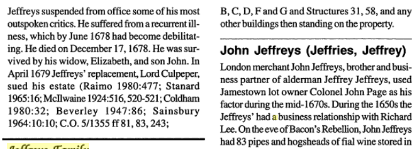 Jeffreys suspended from office some of his most
outspoken critics. He suffered from a recurrent ill-
ness, which by June 1678 had become debilitat-
ing. He died on December 17, 1678. He was sur-
vived by his widow, Elizabeth, and son John. In
April 1679 Jeffreys' replacement, Lord Culpeper,
sued his estate (Raimo 1980:477; Stanard
1965:16; McIlwaine 1924:516, 520-521; Coldham
1980:32; Beverley 1947:86; Sainsbury
1964:10:10; C.O. 5/1355 ff 81, 83, 243;
Jeffreys Family
B, C, D, F and G and Structures 31, 58, and any
other buildings then standing on the property.
John Jeffreys (Jeffries, Jeffrey)
London merchant John Jeffreys, brother and busi-
ness partner of alderman Jeffrey Jeffreys, used
Jamestown lot owner Colonel John Page as his
factor during the mid-1670s. During the 1650s the
Jeffreys' had a business relationship with Richard
Lee. On the eve of Bacon's Rebellion, John Jeffreys
had 83 pipes and hogsheads of fial wine stored in